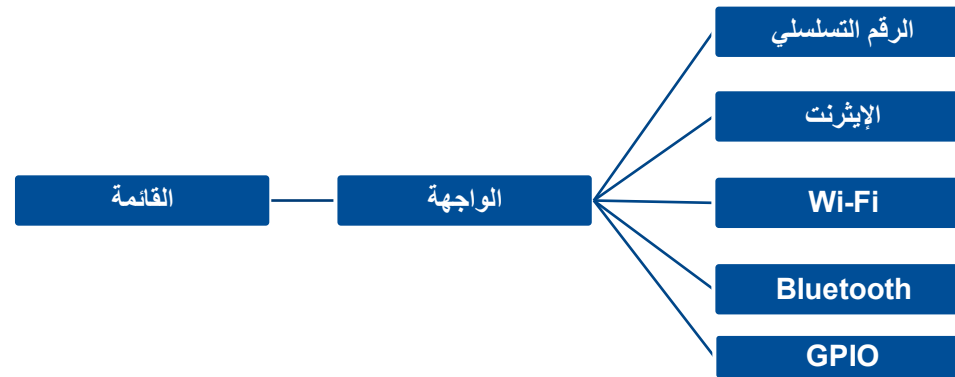 الرقم التسلسلي
الإيثرنت
القائمة
الواجهة
Wi-Fi
Bluetooth
GPIO